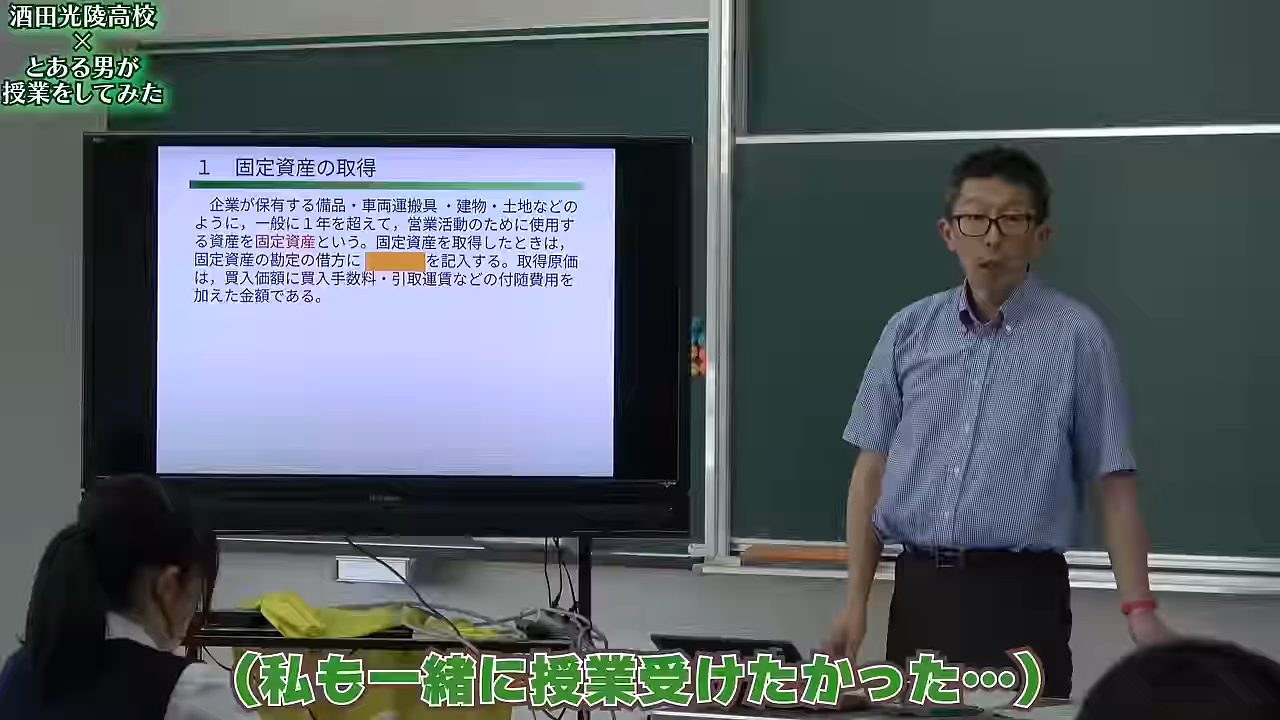 酒田光陵高校
×
とある男が
授業をしてみた
1 固定資産の取得
企業が保有する備品・車両運搬具・建物・土地などの
ように，一般に１年を超えて，営業活動のために使用す
る資産を固定資産という。固定資産を取得したときは，
固定資産の勘定の借方に を記入する。取得原価
は，買入価額に買入手数料・引取運賃などの付随費用を
加えた金額である。
（私も一緒に授業受けたかった…）